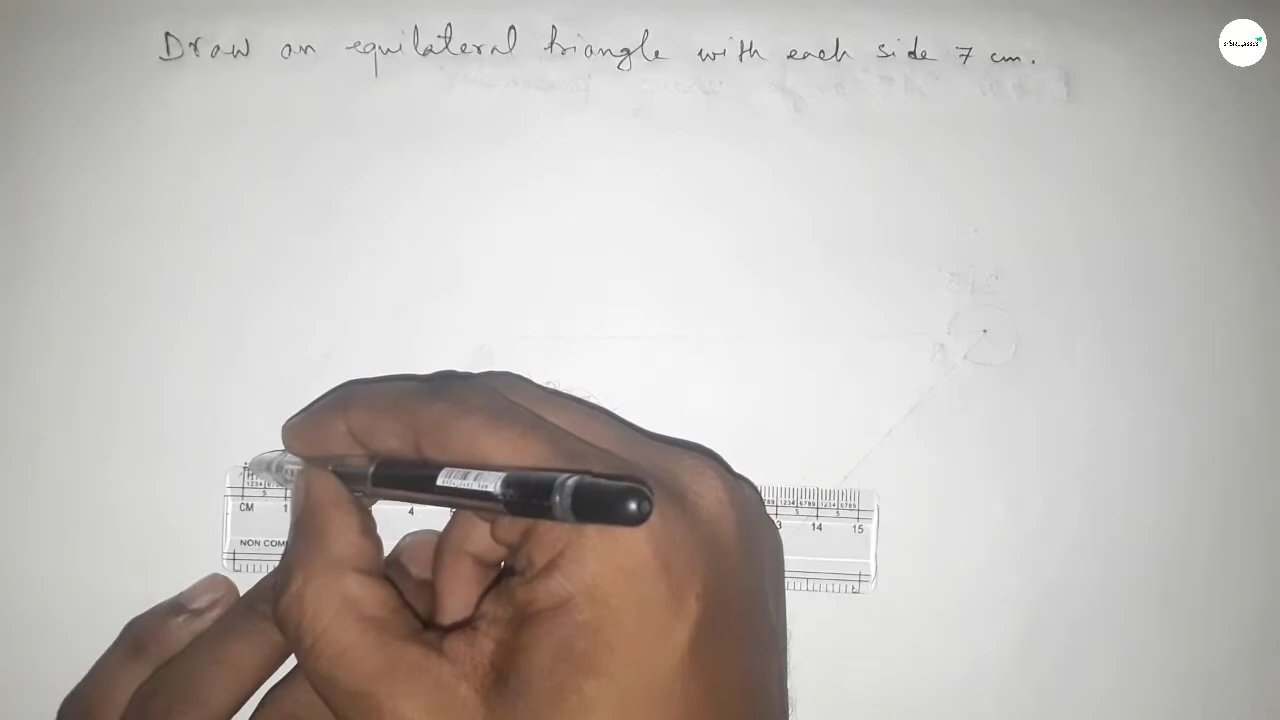 Draw an equilateral triangle with each side 7 cm.
CM 1 4 14 15
NON COM